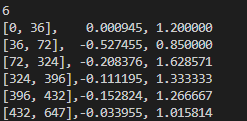 6
[0, 36],    0.000945, 1.200000
[36, 72],  -0.527455, 0.850000
[72, 324], -0.208376, 1.628571
[324, 396],-0.111195, 1.333333
[396, 432],-0.152824, 1.266667
[432, 647],-0.033955, 1.015814